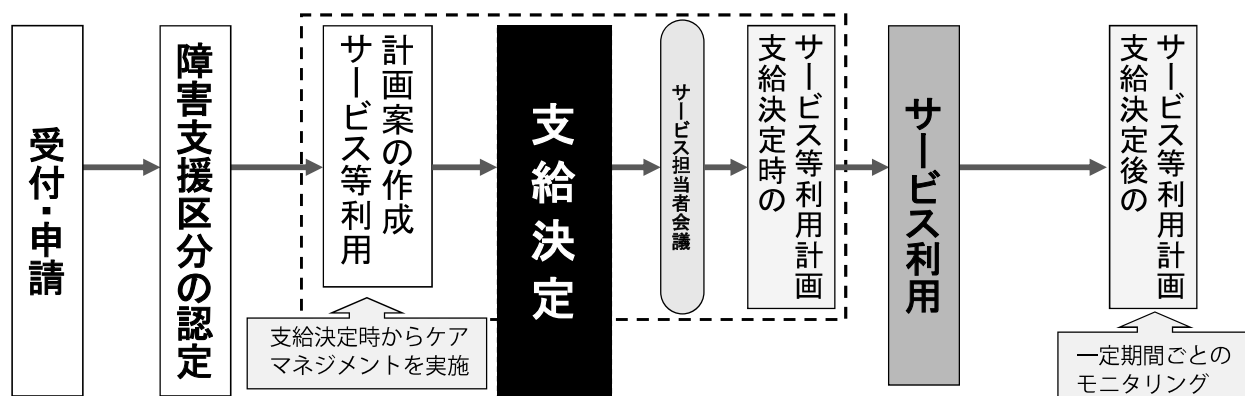 受付・申請
障害支援区分の認定
サービス等利用
計画案の作成
支給決定時からケア
マネジメントを実施
支給決定
サービス担当者会議
支給決定時の
サービス等利用計画
サービス利用
支給決定後の
サービス等利用計画
一定期間ごとの
モニタリング